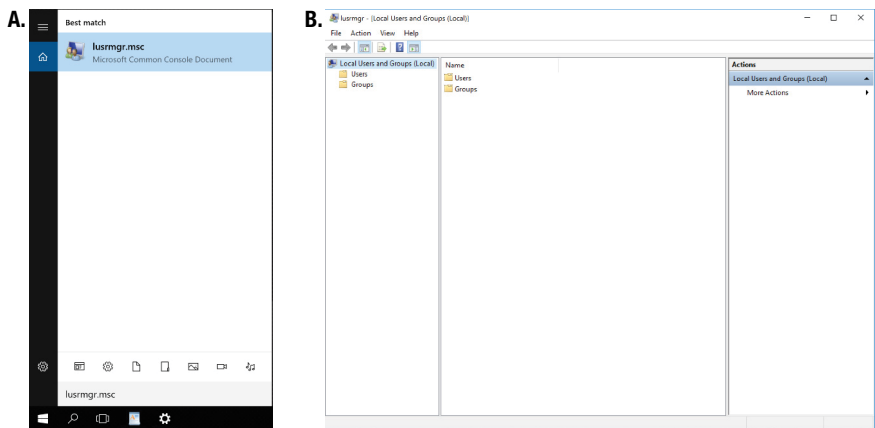 A.
Best match
lusrmgr.msc
Microsoft Common Console Document
lusrmgr.msc
B.
lusrmgr - [Local Users and Groups (Local)]
File Action View Help
Local Users and Groups (Local)
Users
Groups
Name
Users
Groups
Actions
Local Users and Groups (Local)
More Actions